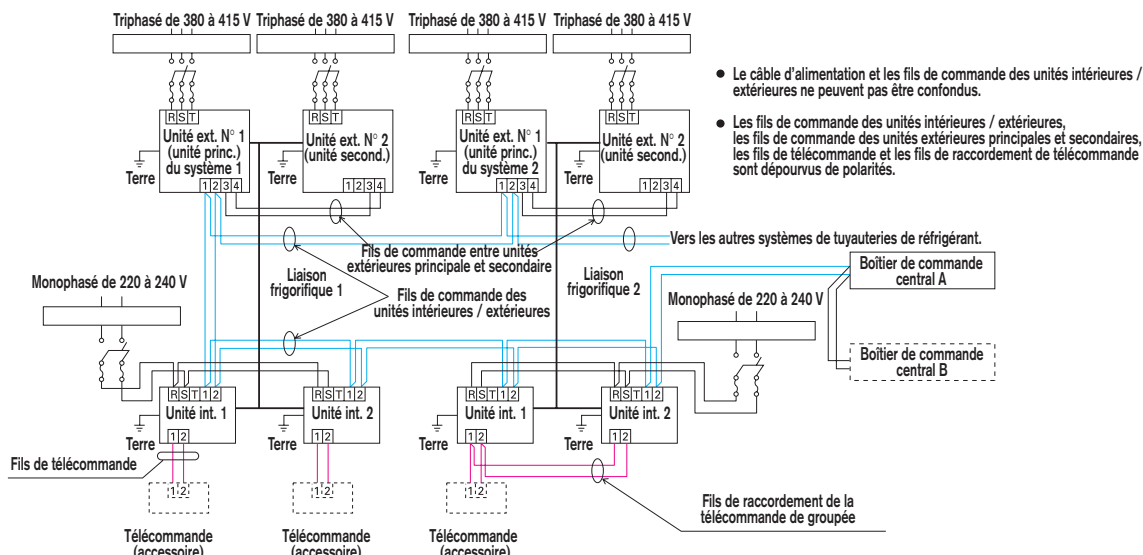 Triphasé de 380 à 415 V
Triphasé de 380 à 415 V
Triphasé de 380 à 415 V
Triphasé de 380 à 415 V
● Le câble d'alimentation et les fils de commande des unités intérieures /
extérieures ne peuvent pas être confondus.
● Les fils de commande des unités intérieures / extérieures,
les fils de commande des unités extérieures principales et secondaires,
les fils de télécommande et les fils de raccordement de télécommande
sont dépourvus de polarités.
R S T
Unité ext. N° 1
(unité princ.)
du système 1
1 2 3 4
Terre
R S T
Unité ext. N° 2
(unité second.)
1 2 3 4
Terre
R S T
Unité ext. N° 1
(unité princ.)
du système 2
1 2 3 4
Terre
R S T
Unité ext. N° 2
(unité second.)
1 2 3 4
Terre
Fils de commande entre unités
extérieures principale et secondaire
Vers les autres systèmes de tuyauteries de réfrigérant.
Liaison
frigorifique 1
Fils de commande des
unités intérieures / extérieures
Liaison
frigorifique 2
Boîtier de commande
central A
Monophasé de 220 à 240 V
Monophasé de 220 à 240 V
Boîtier de commande
central B
R S T 1 2
Unité int. 1
1 2
Terre
R S T 1 2
Unité int. 2
1 2
Terre
R S T 1 2
Unité int. 1
1 2
Terre
R S T 1 2
Unité int. 2
1 2
Terre
Fils de télécommande
1 2
1 2
1 2
Fils de raccordement de la
télécommande de groupée
Télécommande
(accessoire)
Télécommande
(accessoire)
Télécommande
(accessoire)